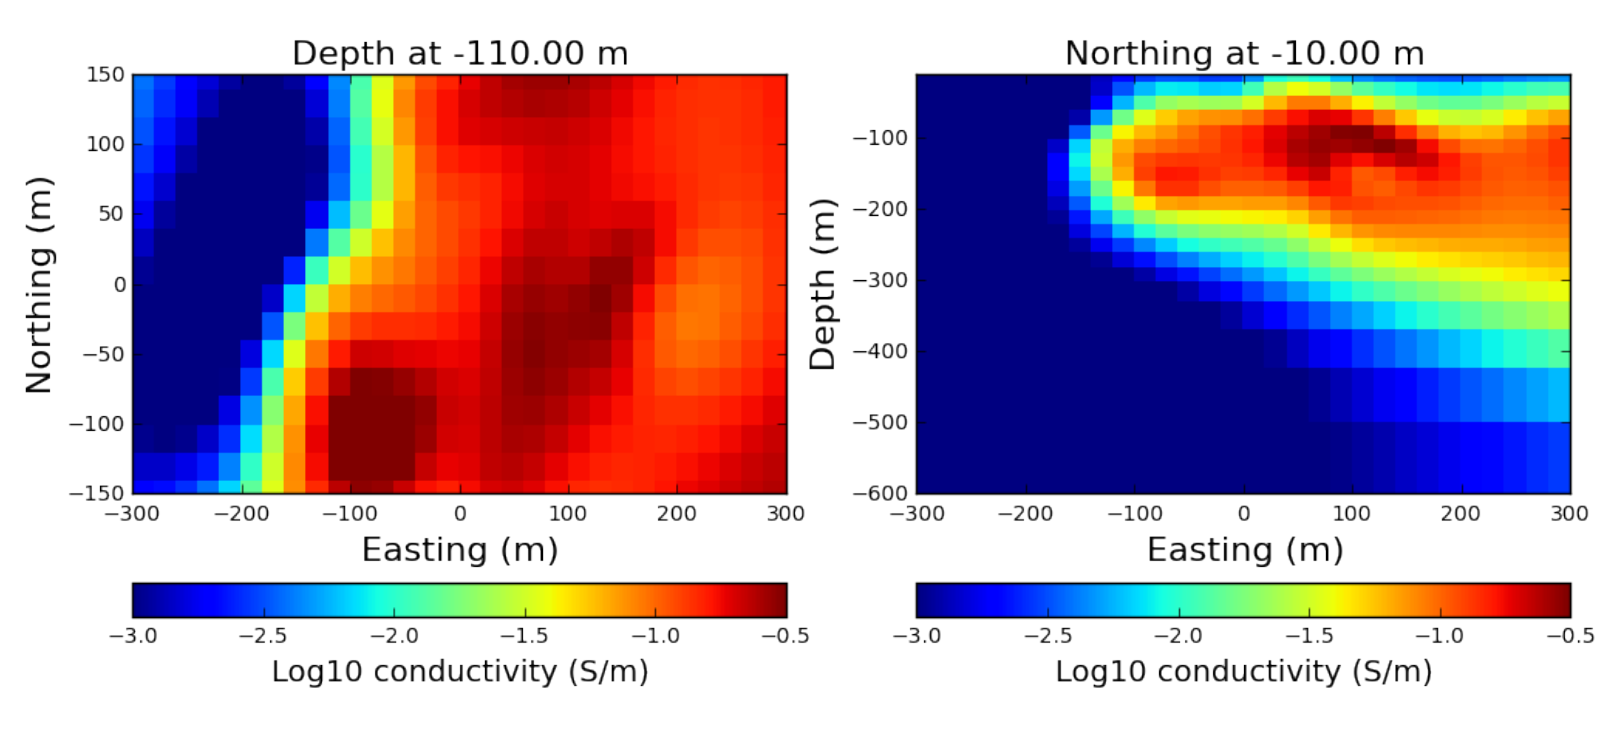 Depth at -110.00 m
150
100
50
0
−50
−100
−150
Northing (m)
−300 −200 −100 0 100 200 300
Easting (m)
−3.0 −2.5 −2.0 −1.5 −1.0 −0.5
Log10 conductivity (S/m)
Northing at -10.00 m
−100
−200
−300
−400
−500
−600
Depth (m)
−300 −200 −100 0 100 200 300
Easting (m)
−3.0 −2.5 −2.0 −1.5 −1.0 −0.5
Log10 conductivity (S/m)